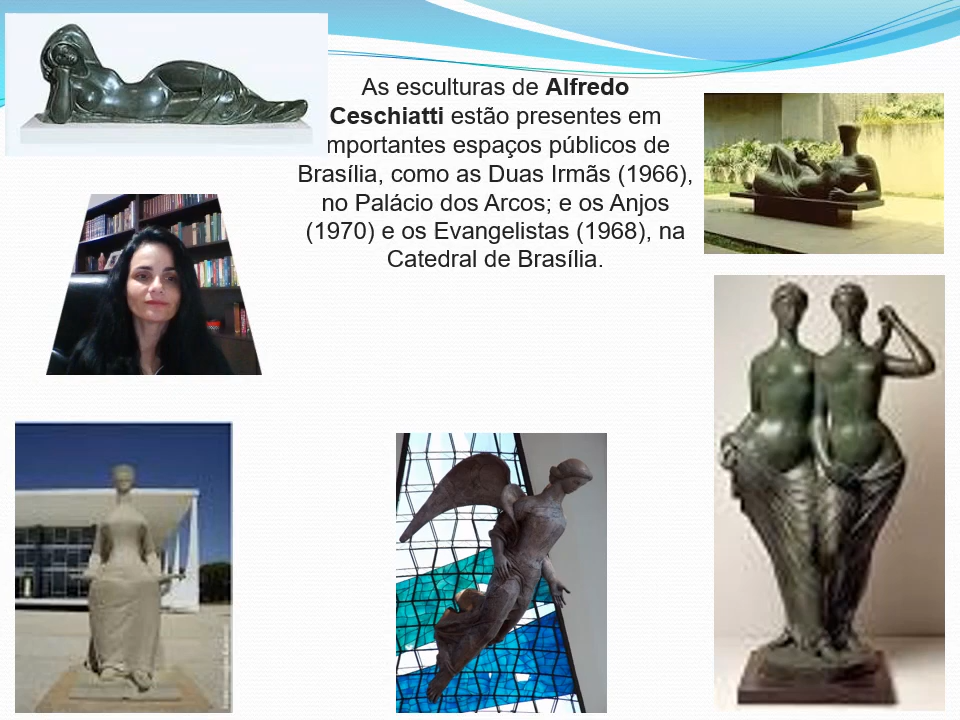 As esculturas de Alfredo
Ceschiatti estão presentes em
importantes espaços públicos de
Brasília, como as Duas Irmãs (1966),
no Palácio dos Arcos; e os Anjos
(1970) e os Evangelistas (1968), na
Catedral de Brasília.